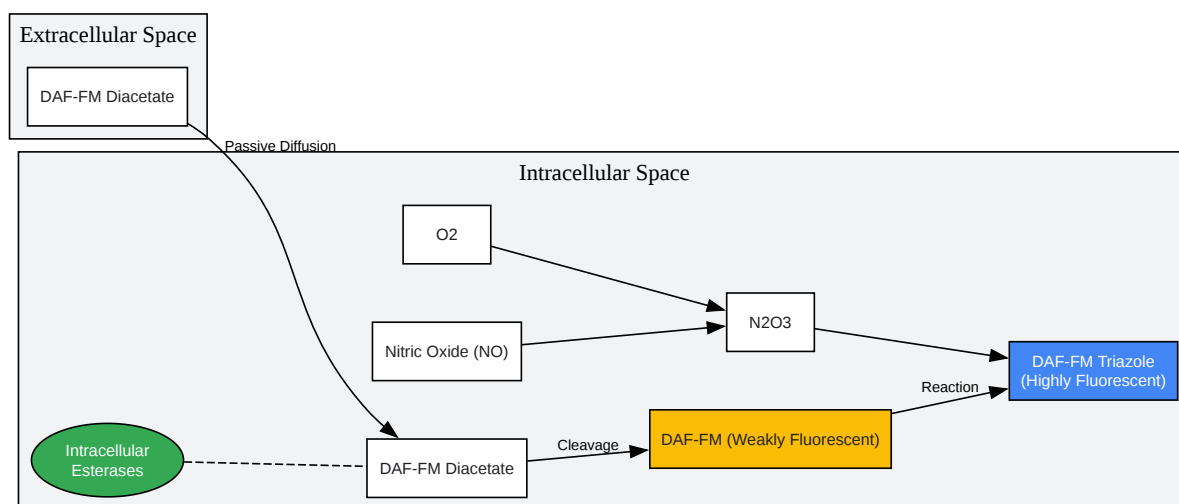 Extracellular Space
DAF-FM Diacetate
Passive Diffusion
Intracellular Space
O2
N2O3
Nitric Oxide (NO)
DAF-FM Triazole
(Highly Fluorescent)
Reaction
DAF-FM (Weakly Fluorescent)
Cleavage
Intracellular
Esterases
DAF-FM Diacetate